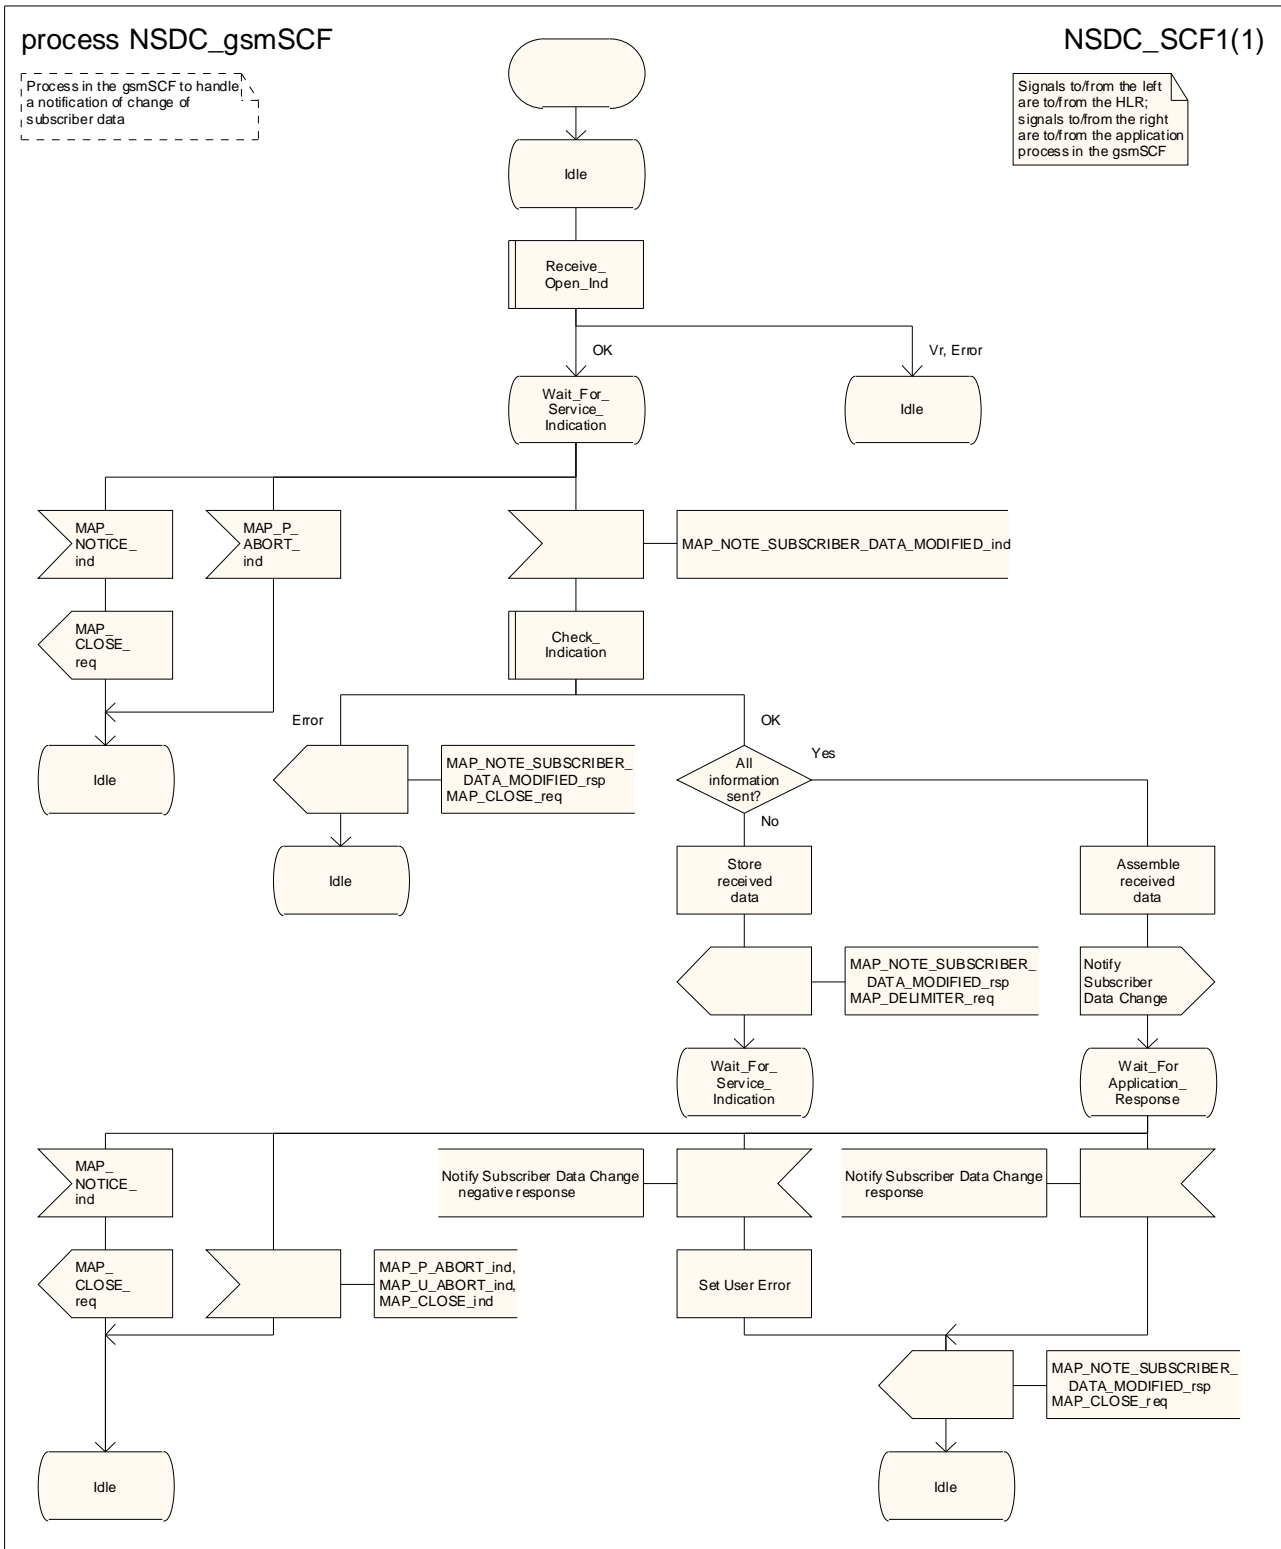 process NSDC_gsmSCF
NSDC_SCF1(1)
Process in the gsmSCF to handle
a notification of change of
subscriber data
Signals to/from the left
are to/from the HLR;
signals to/from the right
are to/from the application
process in the gsmSCF
Idle
Receive_
Open_Ind
OK
Vr, Error
Wait_For_
Service_
Indication
Idle
MAP_
NOTICE_
ind
MAP_P_
ABORT_
ind
MAP_NOTE_SUBSCRIBER_DATA_MODIFIED_ind
MAP_
CLOSE_
req
Check_
Indication
Error
OK
Yes
Idle
MAP_NOTE_SUBSCRIBER_
DATA_MODIFIED_rsp
MAP_CLOSE_req
All
information
sent?
No
Idle
Store
received
data
Assemble
received
data
MAP_NOTE_SUBSCRIBER_
DATA_MODIFIED_rsp
MAP_DELIMITER_req
Notify
Subscriber
Data Change
Wait_For_
Service_
Indication
Wait_For
Application_
Response
MAP_
NOTICE_
ind
Notify Subscriber Data Change
negative response
Notify Subscriber Data Change
response
MAP_
CLOSE_
req
MAP_P_ABORT_ind,
MAP_U_ABORT_ind,
MAP_CLOSE_ind
Set User Error
MAP_NOTE_SUBSCRIBER_
DATA_MODIFIED_rsp
MAP_CLOSE_req
Idle
Idle